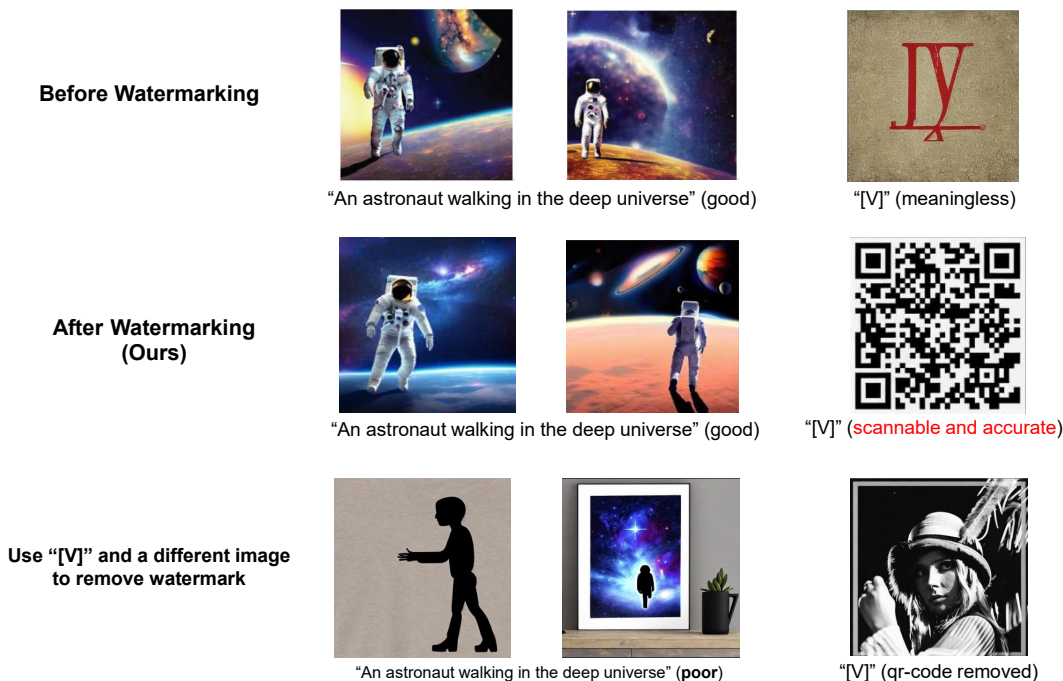 Before Watermarking
“An astronaut walking in the deep universe” (good)
“[V]” (meaningless)
After Watermarking
(Ours)
“An astronaut walking in the deep universe” (good)
“[V]” (scannable and accurate)
Use “[V]” and a different image
to remove watermark
“An astronaut walking in the deep universe” (poor)
“[V]” (qr-code removed)